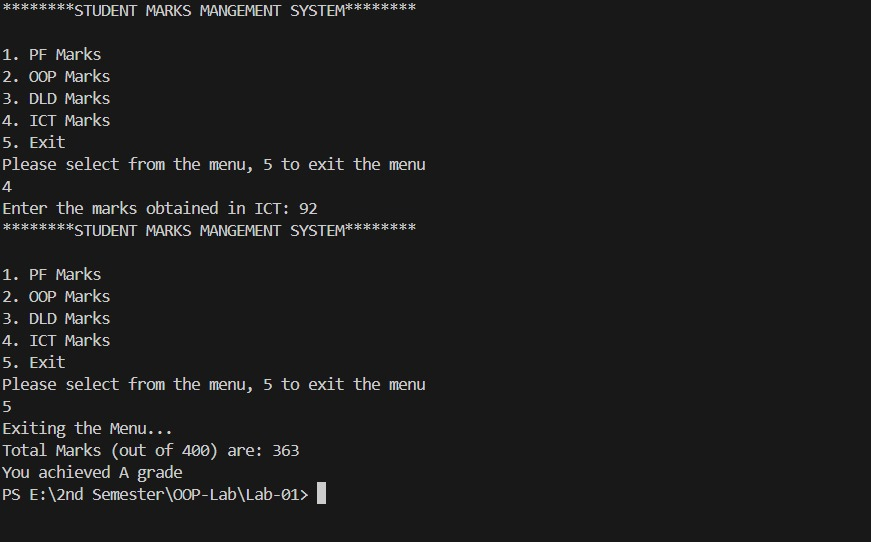 ********STUDENT MARKS MANGEMENT SYSTEM********
1. PF Marks
2. OOP Marks
3. DLD Marks
4. ICT Marks
5. Exit
Please select from the menu, 5 to exit the menu
4
Enter the marks obtained in ICT: 92
********STUDENT MARKS MANGEMENT SYSTEM********
1. PF Marks
2. OOP Marks
3. DLD Marks
4. ICT Marks
5. Exit
Please select from the menu, 5 to exit the menu
5
Exiting the Menu...
Total Marks (out of 400) are: 363
You achieved A grade
PS E:\2nd Semester\OOP-Lab\Lab-01>